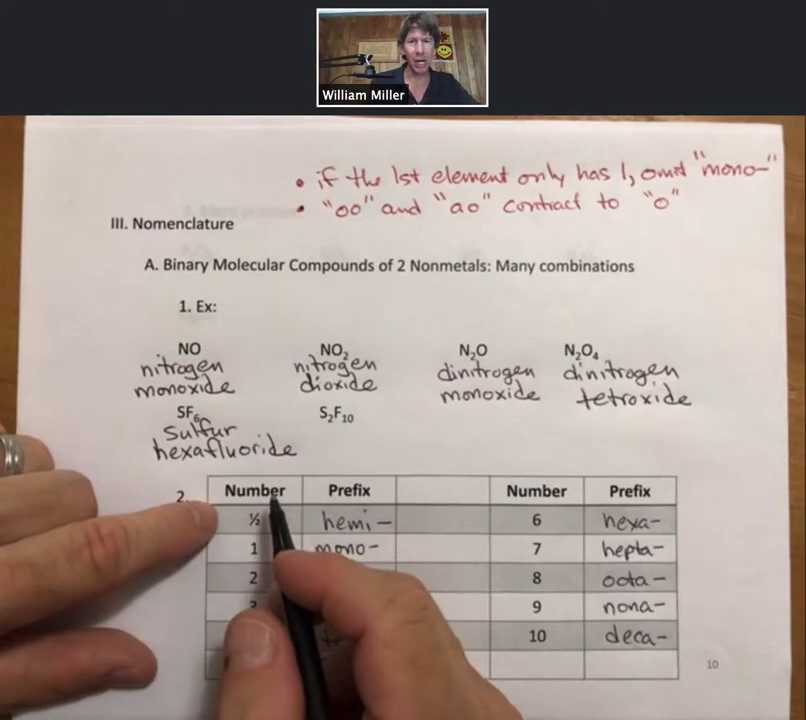 William Miller
• if the 1st element only has 1, omit "mono-"
• "oo" and "ao" contract to "o"
III. Nomenclature
A. Binary Molecular Compounds of 2 Nonmetals: Many combinations
1. Ex:
NO NO₂ N₂O N₂O₄
nitrogen nitrogen dinitrogen dinitrogen
monoxide dioxide monoxide tetroxide
SF₆ S₂F₁₀
sulfur
hexafluoride
2.
Number Prefix Number Prefix
½ hemi- 6 hexa-
1 mono- 7 hepta-
2 8 octa-
3 9 nona-
10 deca-
10